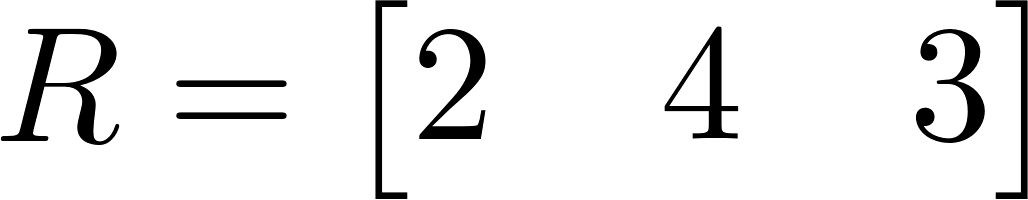 R = [2 4 3]